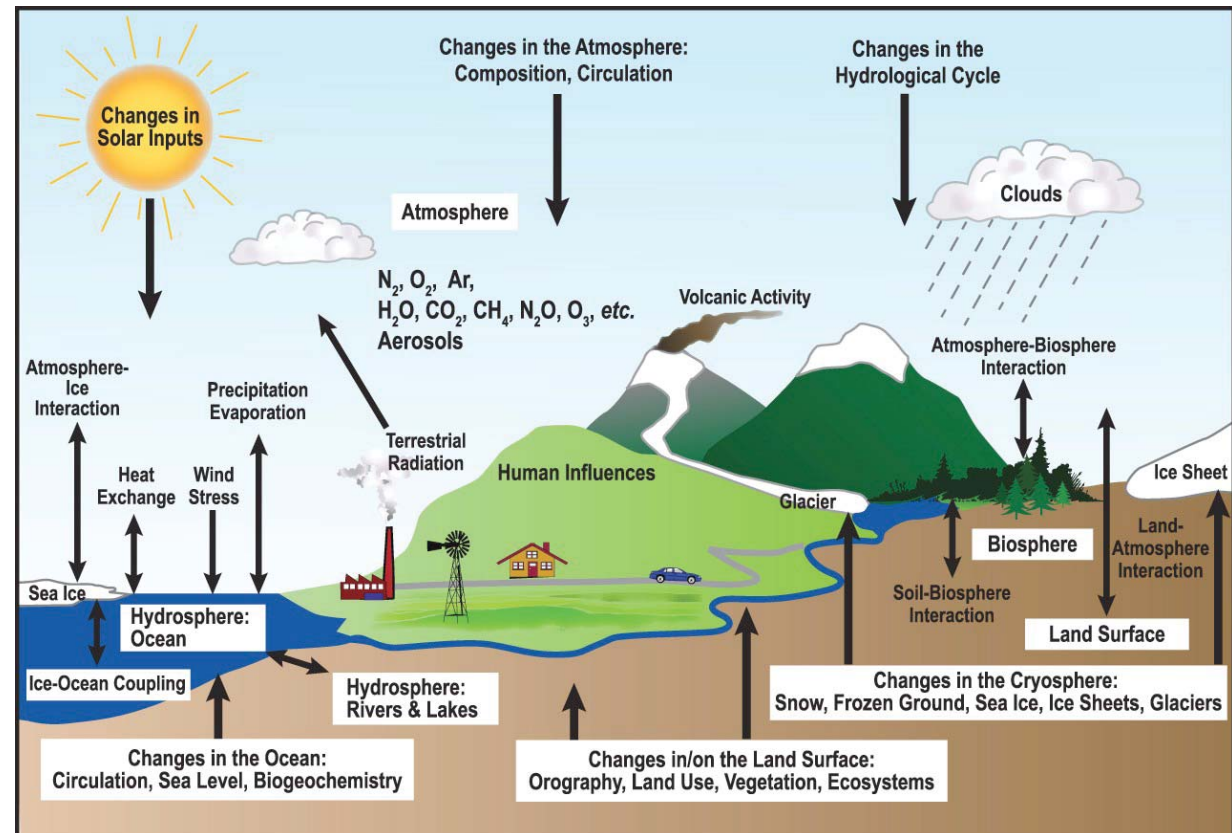 Changes in
Solar Inputs
Changes in the Atmosphere:
Composition, Circulation
Changes in the
Hydrological Cycle
Clouds
Atmosphere
N₂, O₂, Ar,
H₂O, CO₂, CH₄, N₂O, O₃, etc.
Aerosols
Volcanic Activity
Atmosphere-
Ice
Interaction
Precipitation
Evaporation
Heat
Exchange
Wind
Stress
Terrestrial
Radiation
Human Influences
Glacier
Atmosphere-Biosphere
Interaction
Ice Sheet
Land-
Atmosphere
Interaction
Biosphere
Soil-Biosphere
Interaction
Land Surface
Sea Ice
Hydrosphere:
Ocean
Ice-Ocean Coupling
Hydrosphere:
Rivers & Lakes
Changes in the Cryosphere:
Snow, Frozen Ground, Sea Ice, Ice Sheets, Glaciers
Changes in the Ocean:
Circulation, Sea Level, Biogeochemistry
Changes in/on the Land Surface:
Orography, Land Use, Vegetation, Ecosystems